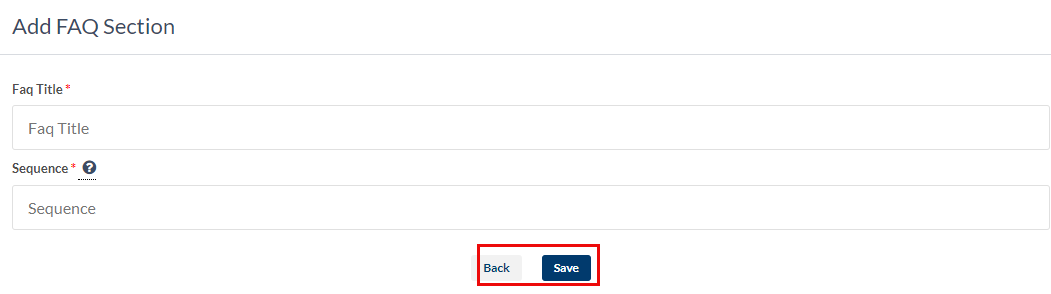 Add FAQ Section
Faq Title *
Faq Title
Sequence * ?
Sequence
Back Save